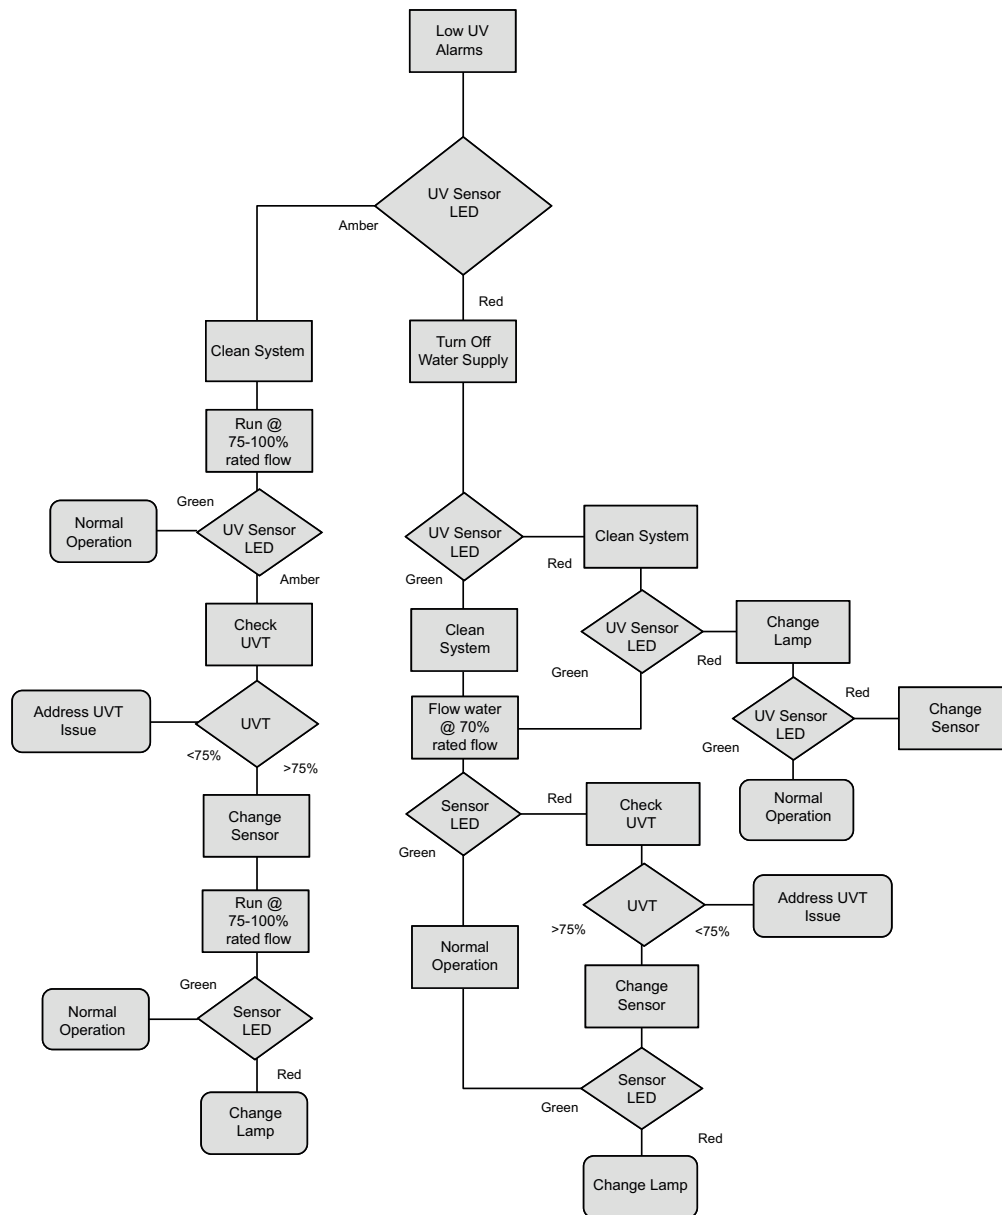 Low UV
Alarms
UV Sensor
LED
Amber
Red
Clean System
Turn Off
Water Supply
Run @
75-100%
rated flow
Green
Normal
Operation
UV Sensor
LED
Amber
UV Sensor
LED
Red
Green
Clean System
Check
UVT
Clean
System
UV Sensor
LED
Green
Red
Change
Lamp
Address UVT
Issue
UVT
<75%
>75%
Flow water
@ 70%
rated flow
UV Sensor
LED
Red
Green
Change
Sensor
Normal
Operation
Change
Sensor
Sensor
LED
Red
Green
Check
UVT
Run @
75-100%
rated flow
UVT
>75%
<75%
Address UVT
Issue
Normal
Operation
Change
Sensor
Green
Normal
Operation
Sensor
LED
Red
Change
Lamp
Sensor
LED
Green
Red
Change Lamp